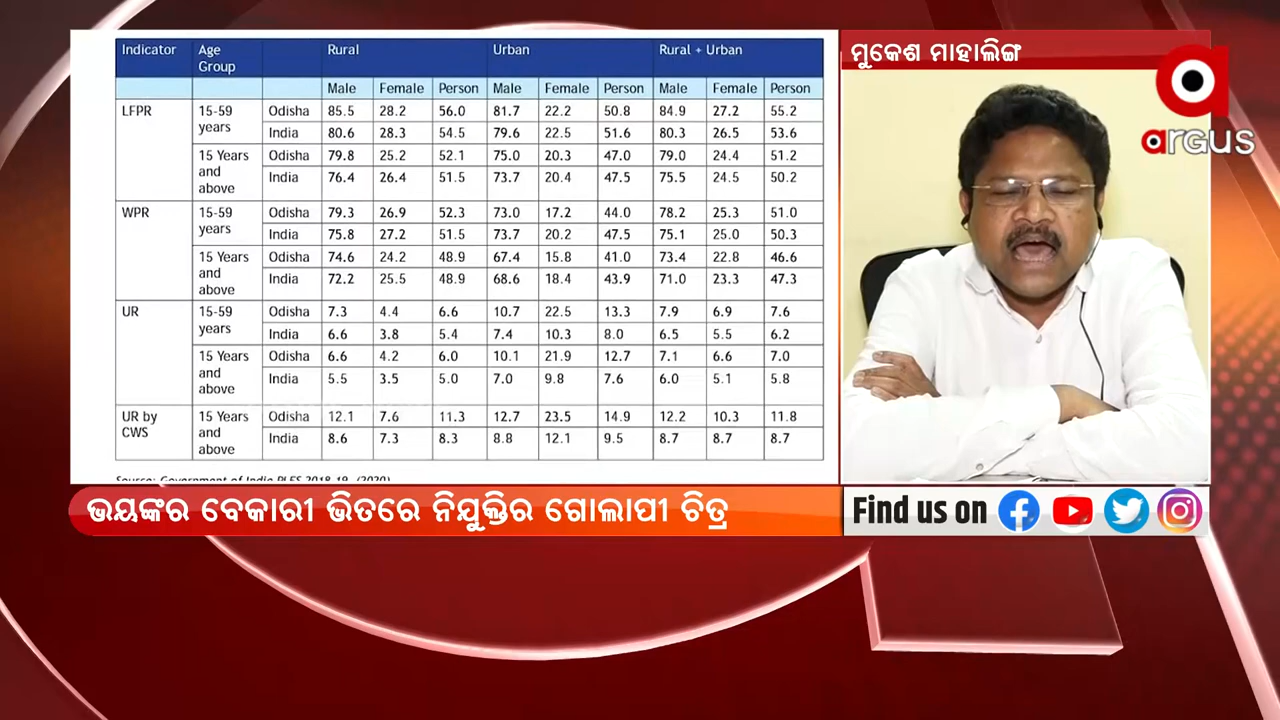 Indicator Age Group Rural Urban Rural + Urban
Male Female Person Male Female Person Male Female Person
LFPR 15-59 years Odisha 85.5 28.2 56.0 81.7 22.2 50.8 84.9 27.2 55.2
India 80.6 28.3 54.5 79.6 22.5 51.6 80.3 26.5 53.6
15 Years and above Odisha 79.8 25.2 52.1 75.0 20.3 47.0 79.0 24.4 51.2
India 76.4 26.4 51.5 73.7 20.4 47.5 75.5 24.5 50.2
WPR 15-59 years Odisha 79.3 26.9 52.3 73.0 17.2 44.0 78.2 25.3 51.0
India 75.8 27.2 51.5 73.7 20.2 47.5 75.1 25.0 50.3
15 Years and above Odisha 74.6 24.2 48.9 67.4 15.8 41.0 73.4 22.8 46.6
India 72.2 25.5 48.9 68.6 18.4 43.9 71.0 23.3 47.3
UR 15-59 years Odisha 7.3 4.4 6.6 10.7 22.5 13.3 7.9 6.9 7.6
India 6.6 3.8 5.4 7.4 10.3 8.0 6.5 5.5 6.2
15 Years and above Odisha 6.6 4.2 6.0 10.1 21.9 12.7 7.1 6.6 7.0
India 5.5 3.5 5.0 7.0 9.8 7.6 6.0 5.1 5.8
UR by CWS 15 Years and above Odisha 12.1 7.6 11.3 12.7 23.5 14.9 12.2 10.3 11.8
India 8.6 7.3 8.3 8.8 12.1 9.5 8.7 8.7 8.7
Source: Government of India PLFS 2018-19, (2020)
ମୁକେଶ ମାହାଲିଙ୍ଗ
a
argus
ଭୟଙ୍କର ବେକାରୀ ଭିତରେ ନିଯୁକ୍ତିର ଗୋଲାପୀ ଚିତ୍ର
Find us on